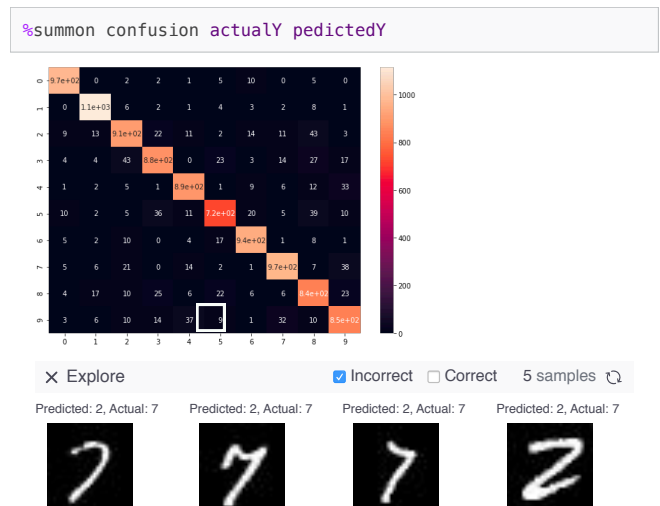 %summon confusion actualY pedictedY
0 9.7e+02 0 2 2 1 5 10 0 5 0
1 0 1.1e+03 6 2 1 4 3 2 8 1
2 9 13 9.1e+02 22 11 2 14 11 43 3
3 4 4 43 8.8e+02 0 23 3 14 27 17
4 1 2 5 1 8.9e+02 1 9 6 12 33
5 10 2 5 36 11 7.2e+02 20 5 39 10
6 5 2 10 0 4 17 9.4e+02 1 8 1
7 5 6 21 0 14 2 1 9.7e+02 7 38
8 4 17 10 25 6 22 6 6 8.4e+02 23
9 3 6 10 14 37 9 1 32 10 8.5e+02
0 1 2 3 4 5 6 7 8 9
1000
800
600
400
200
0
Explore Incorrect Correct 5 samples
Predicted: 2, Actual: 7 Predicted: 2, Actual: 7 Predicted: 2, Actual: 7 Predicted: 2, Actual: 7
7 7 7 2